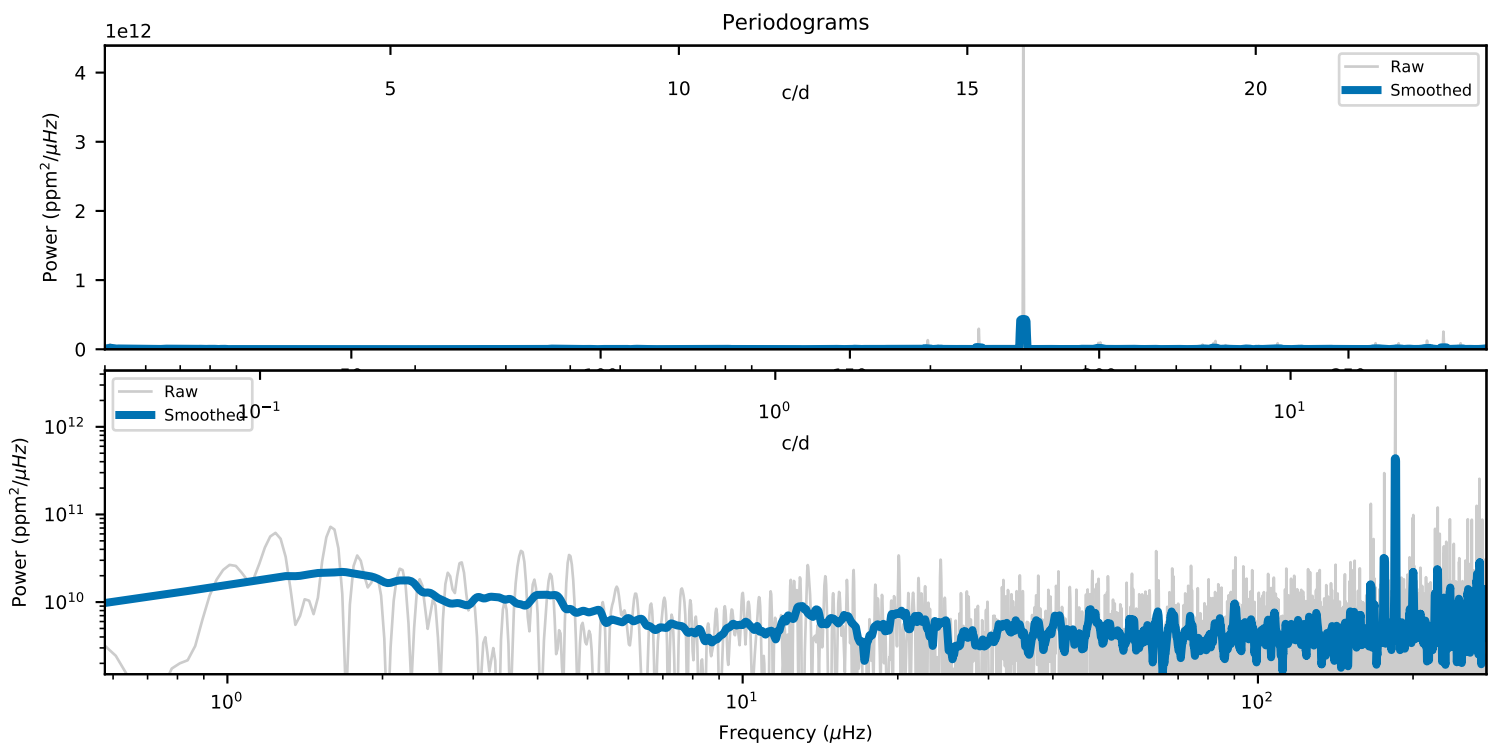 Periodograms
1e12
5 10 15 20
c/d
Raw
Smoothed
4
3
2
1
0
Power (ppm²/μHz)
Raw
Smoothed
10⁻¹ 10⁰ 10¹
c/d
10¹²
10¹¹
10¹⁰
Power (ppm²/μHz)
10⁰ 10¹ 10²
Frequency (μHz)